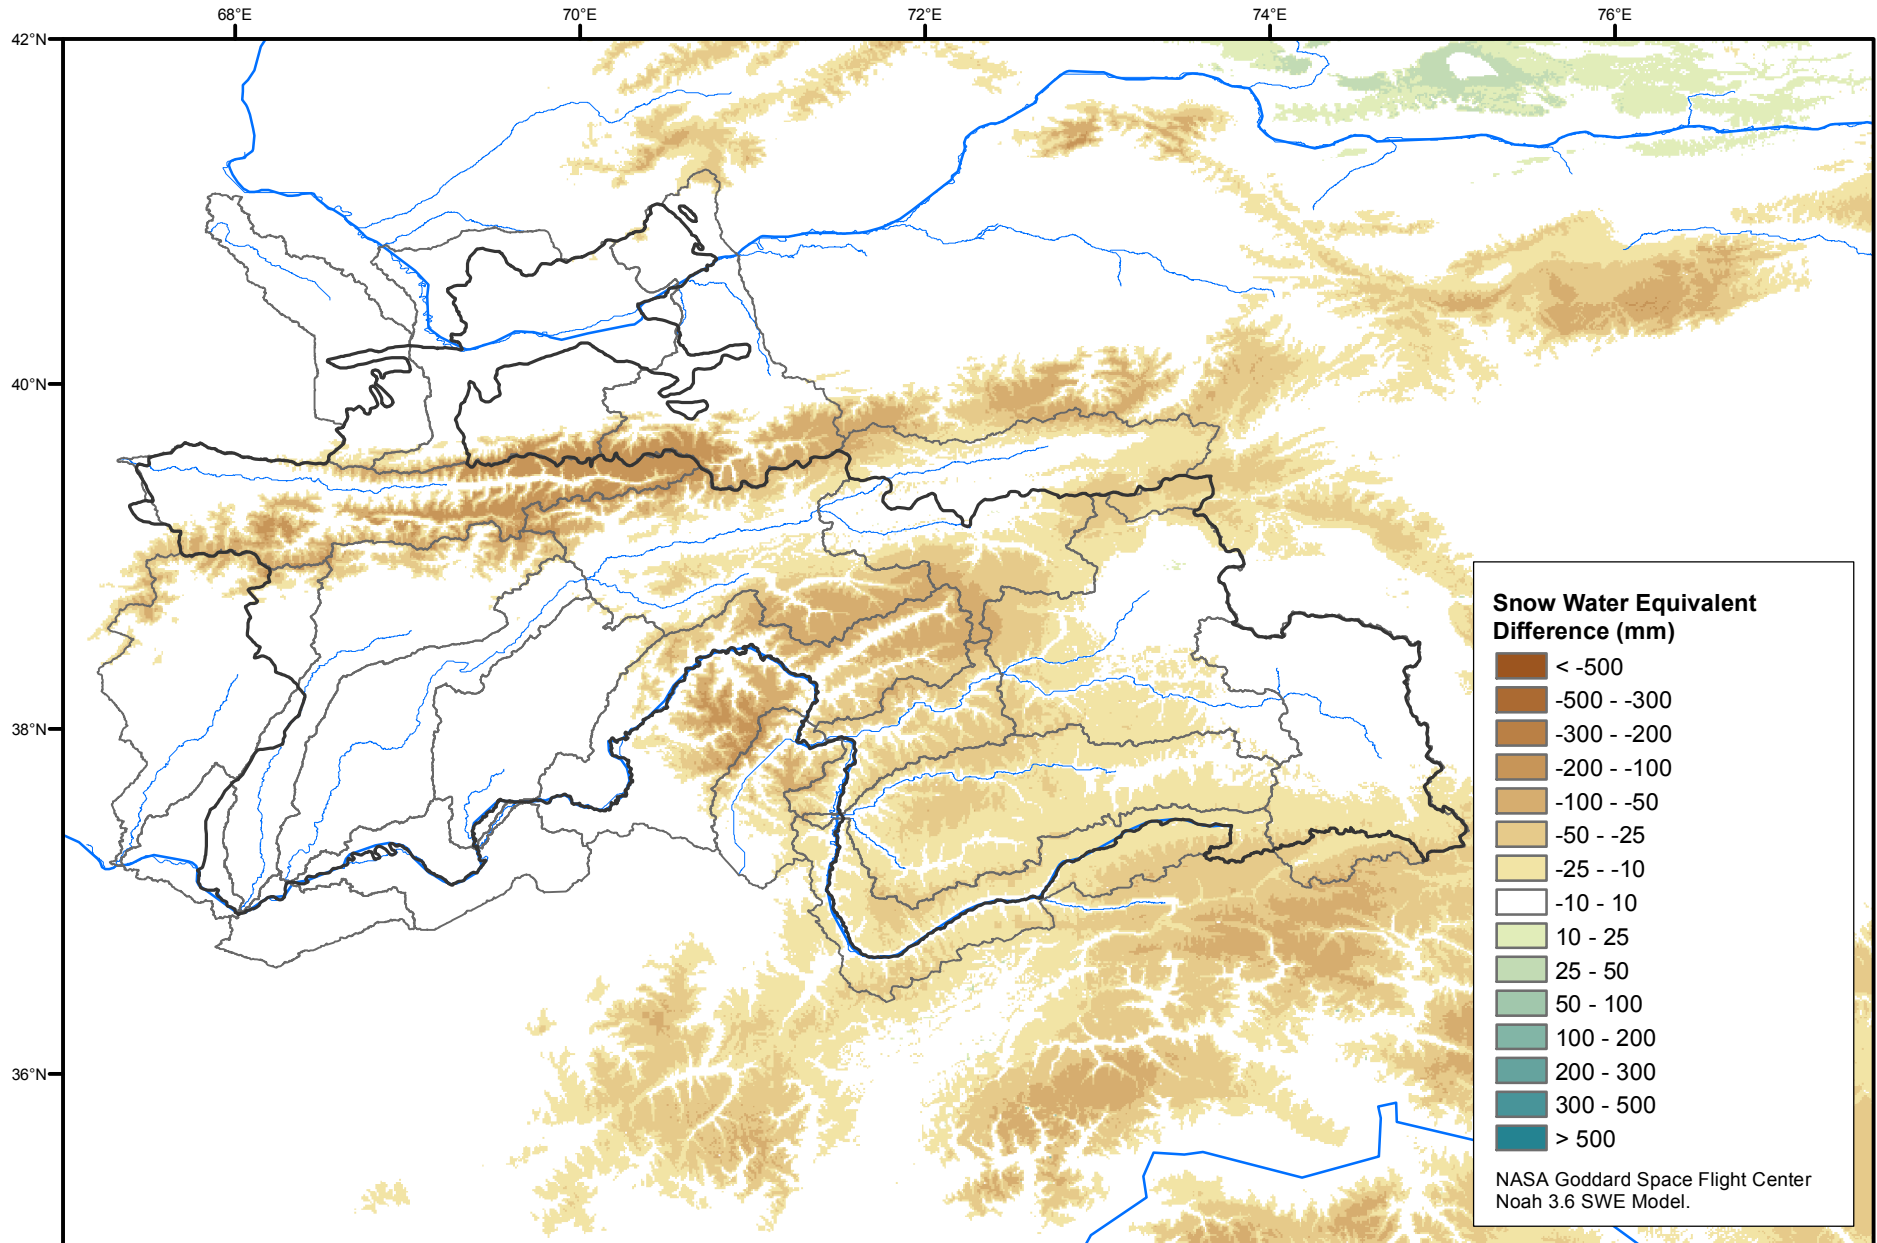 68°E
70°E
72°E
74°E
76°E
42°N
40°N
38°N
36°N
Snow Water Equivalent
Difference (mm)
< -500
-500 - -300
-300 - -200
-200 - -100
-100 - -50
-50 - -25
-25 - -10
-10 - 10
10 - 25
25 - 50
50 - 100
100 - 200
200 - 300
300 - 500
> 500
NASA Goddard Space Flight Center
Noah 3.6 SWE Model.